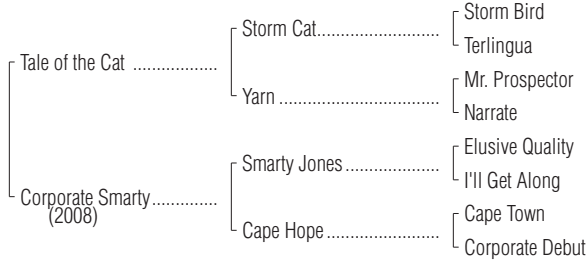 Storm Bird
Storm Cat
Terlingua
Tale of the Cat
Mr. Prospector
Yarn
Narrate
Elusive Quality
Smarty Jones
I'll Get Along
Corporate Smarty
(2008)
Cape Town
Cape Hope
Corporate Debut